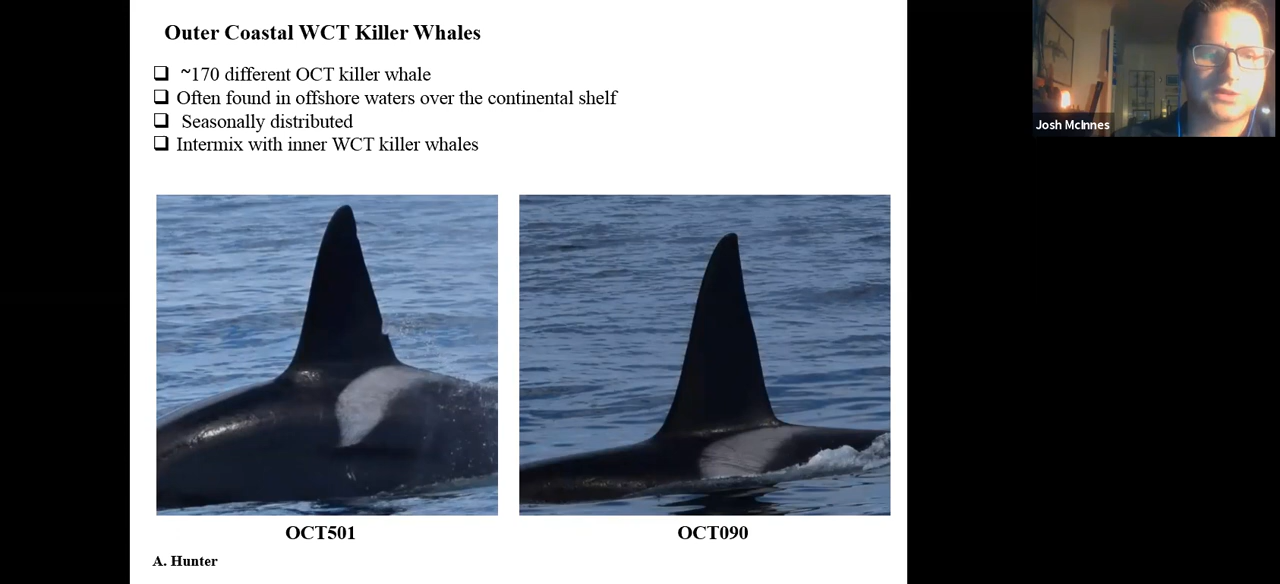 Outer Coastal WCT Killer Whales
~170 different OCT killer whale
Often found in offshore waters over the continental shelf
Seasonally distributed
Intermix with inner WCT killer whales
Josh McInnes
OCT501
OCT090
A. Hunter